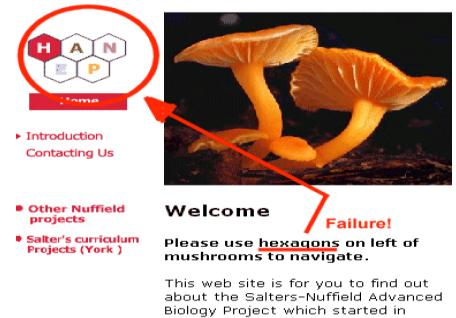 H A N
E P
Home
Introduction
Contacting Us
Other Nuffield
projects
Salter's curriculum
Projects (York )
Welcome
Failure!
Please use hexagons on left of
mushrooms to navigate.
This web site is for you to find out
about the Salters-Nuffield Advanced
Biology Project which started in